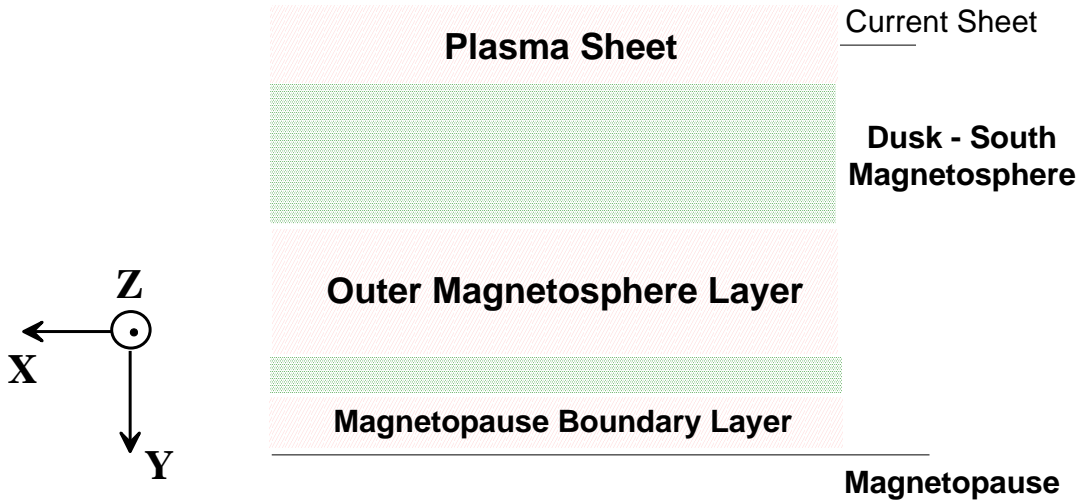 Current Sheet
Plasma Sheet
Dusk - South
Magnetosphere
Outer Magnetosphere Layer
Z
X
Magnetopause Boundary Layer
Y
Magnetopause